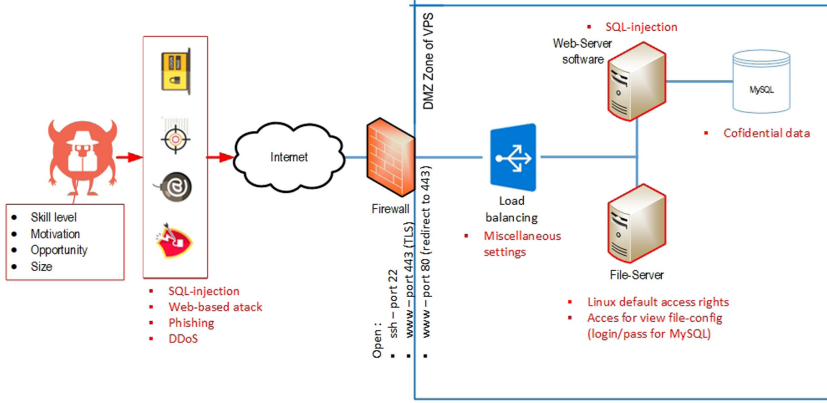 Skill level
Motivation
Opportunity
Size
SQL-injection
Web-based atack
Phishing
DDoS
Internet
Firewall
Open :
ssh – port 22
www – port 443 (TLS)
www – port 80 (redirect to 443)
DMZ Zone of VPS
Load
balancing
Miscellaneous
settings
SQL-injection
Web-Server
software
MySQL
Cofidential data
File-Server
Linux default access rights
Acces for view file-config
(login/pass for MySQL)